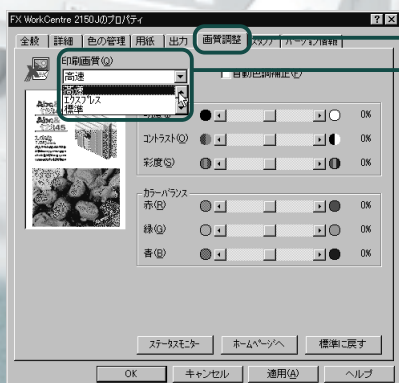 FX WorkCentre 2150Jのプロパティ
全般 詳細 色の管理 用紙 出力 画質調整 スタンプ バージョン情報
印刷画質(Q)
高速
自動色調補正(F)
高速
エクスプレス
標準
0%
コントラスト(O) 0%
彩度(S) 0%
カラーバランス
赤(R) 0%
緑(G) 0%
青(B) 0%
ステータスモニター ホームページへ 標準に戻す
OK キャンセル 適用(A) ヘルプ